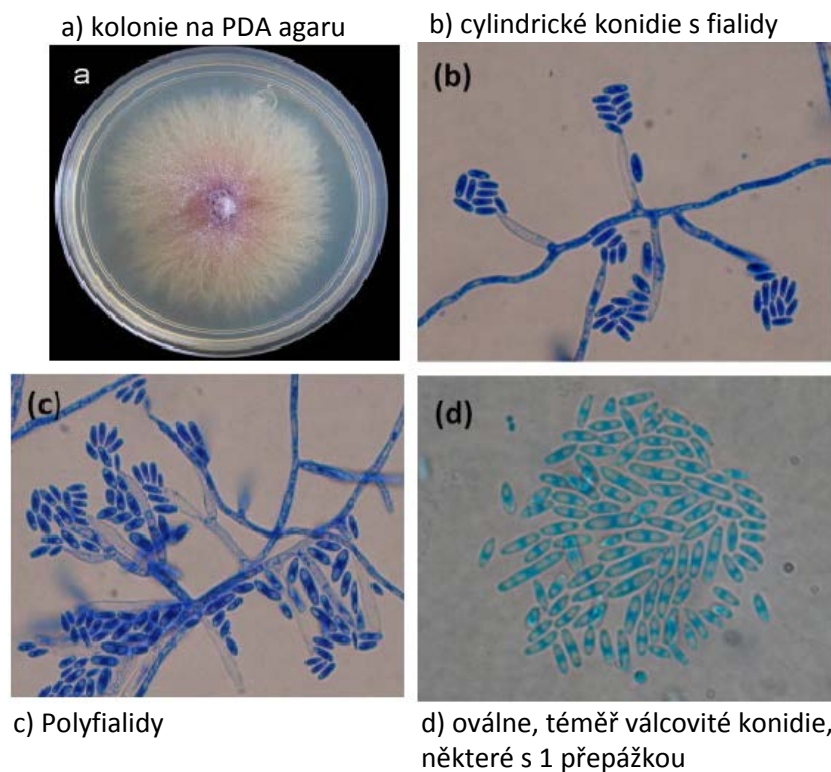 a) kolonie na PDA agaru
b) cylindrické konidie s fialidy
a
(b)
(c)
(d)
c) Polyfialidy
d) oválne, téměř válcovité konidie,
některé s 1 přepážkou